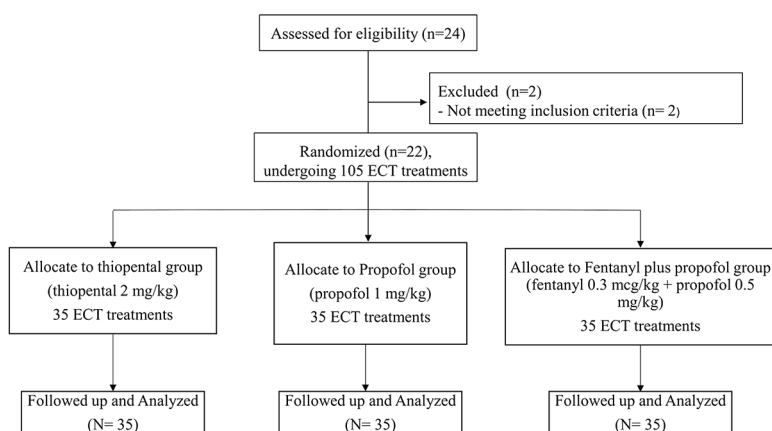 Assessed for eligibility (n=24)
Excluded (n=2)
- Not meeting inclusion criteria (n= 2)
Randomized (n=22),
undergoing 105 ECT treatments
Allocate to thiopental group
(thiopental 2 mg/kg)
35 ECT treatments
Allocate to Propofol group
(propofol 1 mg/kg)
35 ECT treatments
Allocate to Fentanyl plus propofol group
(fentanyl 0.3 mcg/kg + propofol 0.5
mg/kg)
35 ECT treatments
Followed up and Analyzed
(N= 35)
Followed up and Analyzed
(N= 35)
Followed up and Analyzed
(N= 35)